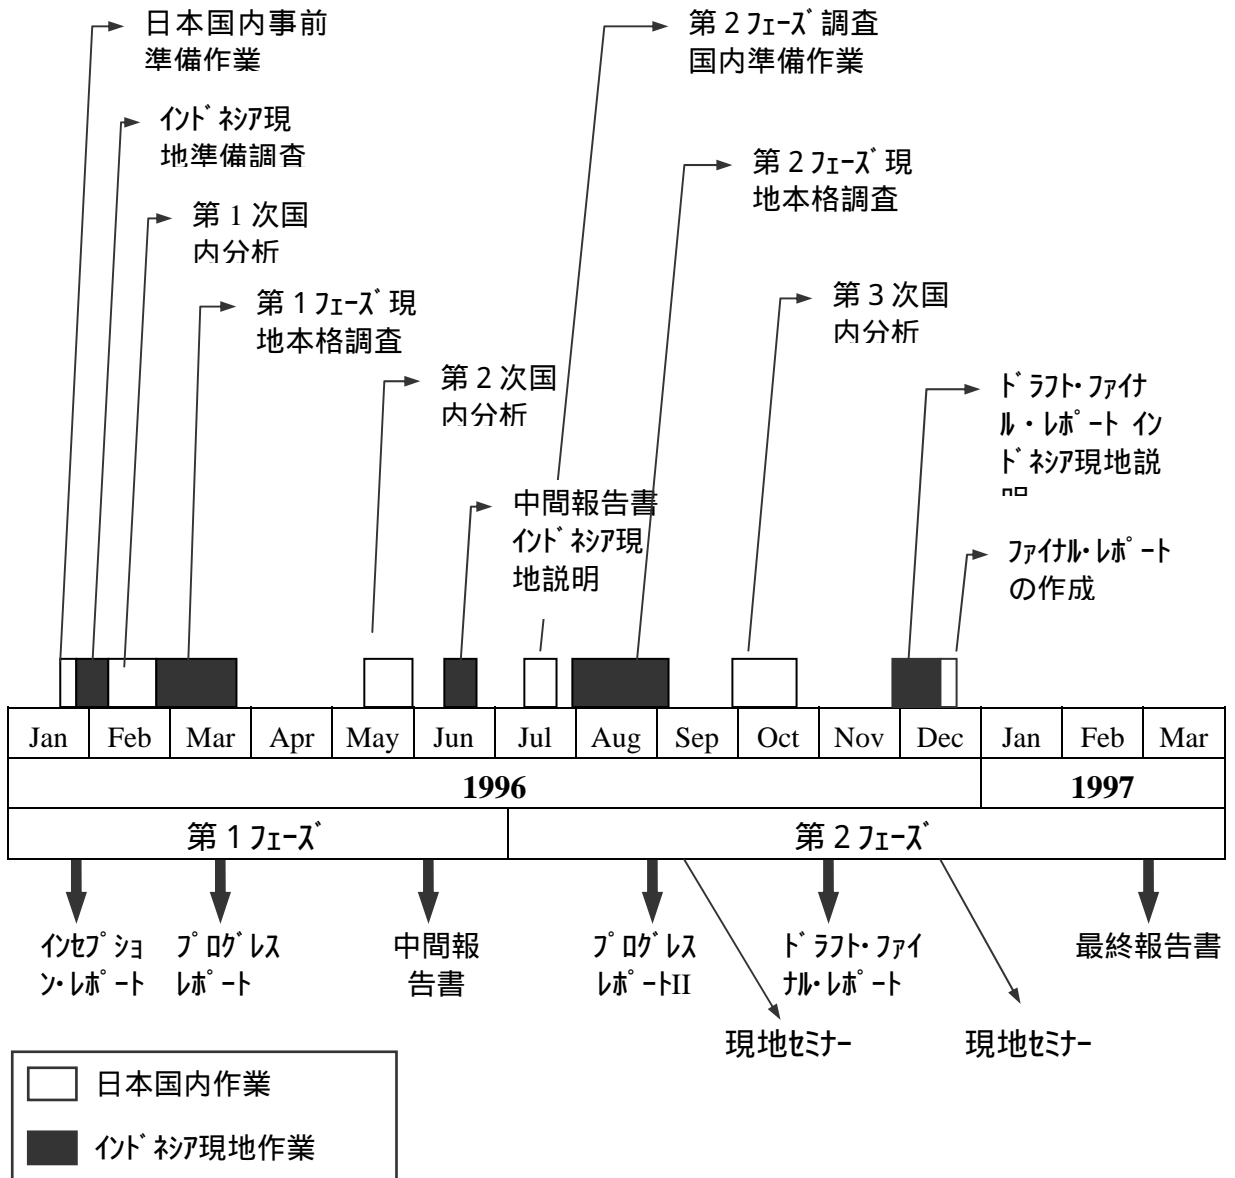 日本国内事前
準備作業
インドネシア現
地準備調査
第1次国
内分析
第1フェーズ現
地本格調査
第2次国
内分析
中間報告書
インドネシア現
地説明
第2フェーズ調査
国内準備作業
第2フェーズ現
地本格調査
第3次国
内分析
ドラフト・ファイナ
ル・レポート イン
ドネシア現地説
明
ファイナル・レポート
の作成
Jan Feb Mar Apr May Jun Jul Aug Sep Oct Nov Dec Jan Feb Mar
1996 1997
第1フェーズ 第2フェーズ
インセプショ
ン・レポート
プログレス
レポート
中間報
告書
プログレス
レポートII
ドラフト・ファイ
ナル・レポート
最終報告書
現地セミナー
現地セミナー
日本国内作業
インドネシア現地作業